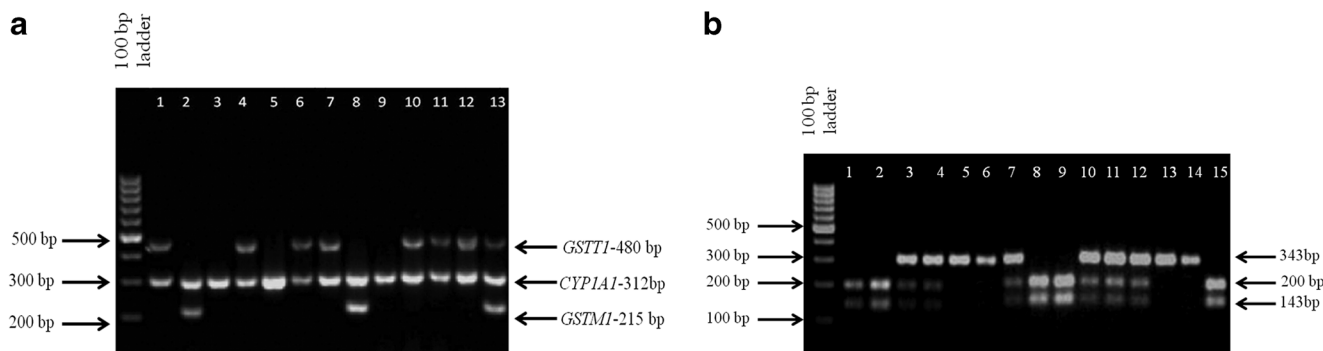 a
100 bp
ladder
1 2 3 4 5 6 7 8 9 10 11 12 13
500 bp
300 bp
200 bp
GSTT1-480 bp
CYP1A1-312bp
GSTM1-215 bp
b
100 bp
ladder
1 2 3 4 5 6 7 8 9 10 11 12 13 14 15
500 bp
300 bp
200 bp
100 bp
343bp
200 bp
143bp